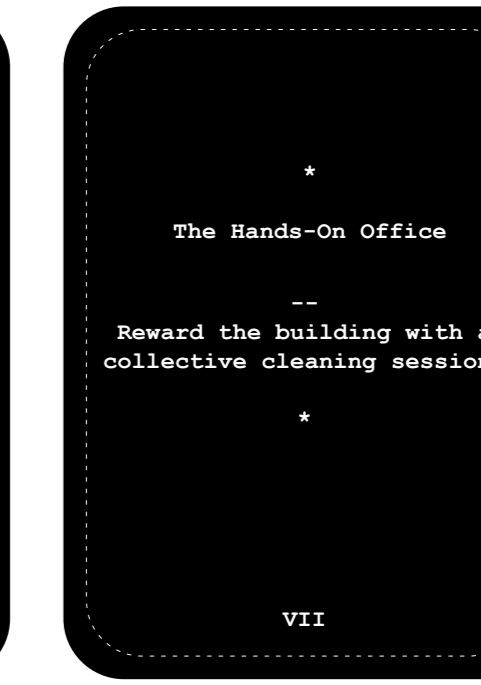 *
The Hands-On Office
--
Reward the building with a
collective cleaning session
*
VII